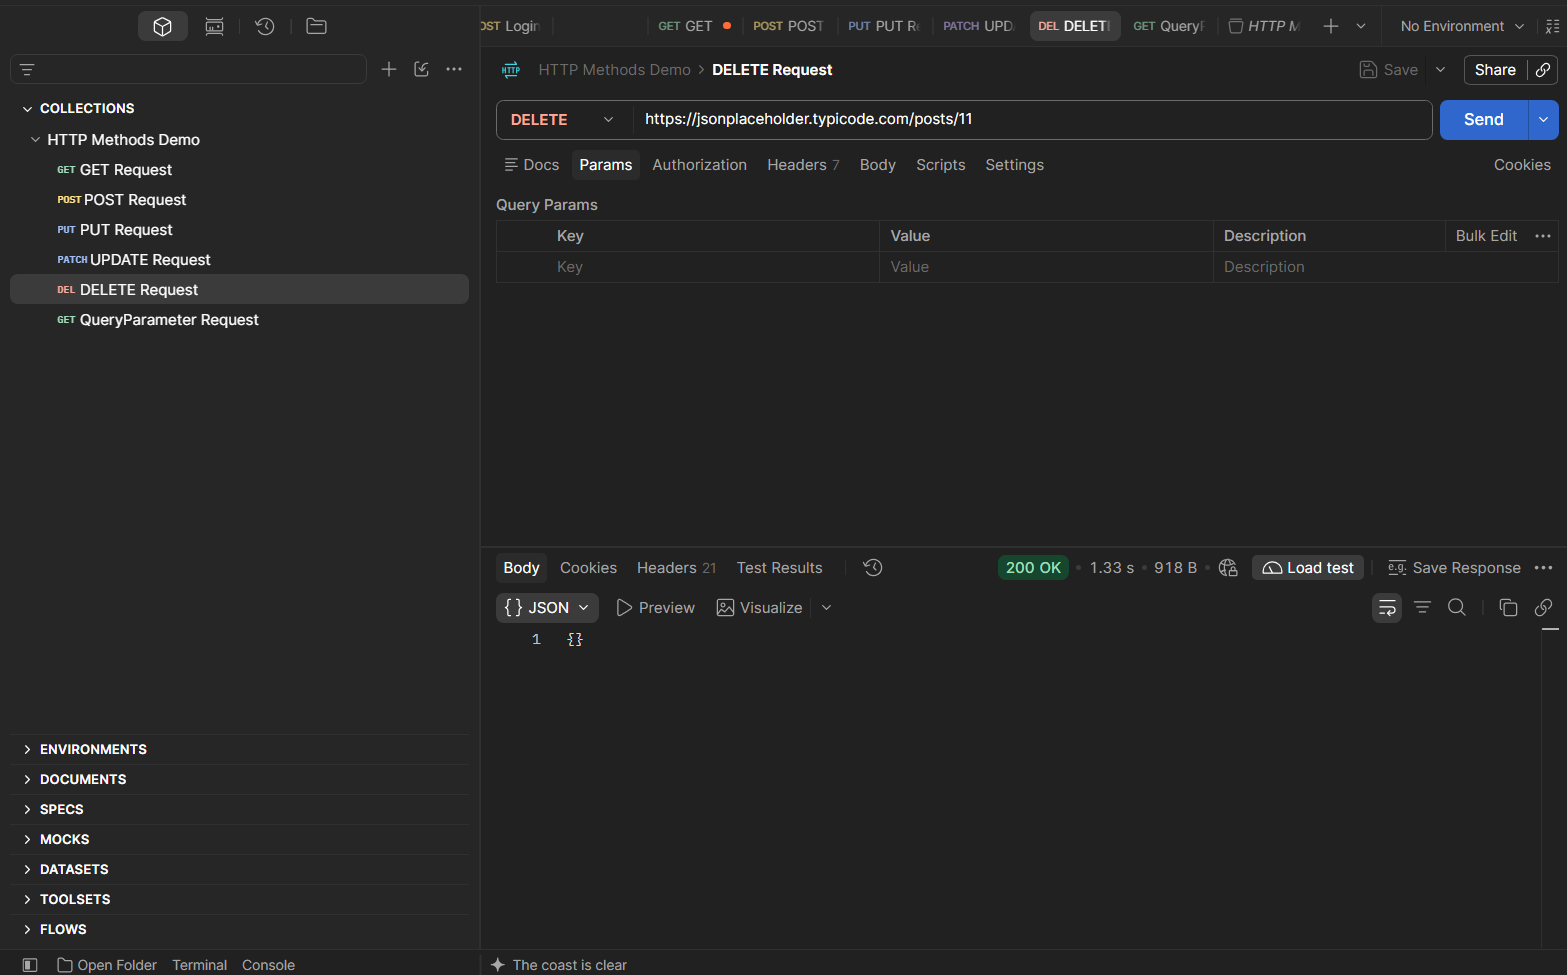 OST Login
GET GET
POST POST
PUT PUT Re
PATCH UPD
DEL DELETI
GET Query
HTTP M
No Environment
COLLECTIONS
HTTP Methods Demo
GET GET Request
POST POST Request
PUT PUT Request
PATCH UPDATE Request
DEL DELETE Request
GET QueryParameter Request
ENVIRONMENTS
DOCUMENTS
SPECS
MOCKS
DATASETS
TOOLSETS
FLOWS
HTTP HTTP Methods Demo > DELETE Request
Save
Share
DELETE https://jsonplaceholder.typicode.com/posts/11
Send
Docs Params Authorization Headers 7 Body Scripts Settings Cookies
Query Params
Key Value Description Bulk Edit
Key Value Description
Body Cookies Headers 21 Test Results 200 OK • 1.33 s • 918 B • Load test e.g. Save Response
{} JSON Preview Visualize
1 {}
Open Folder Terminal Console The coast is clear